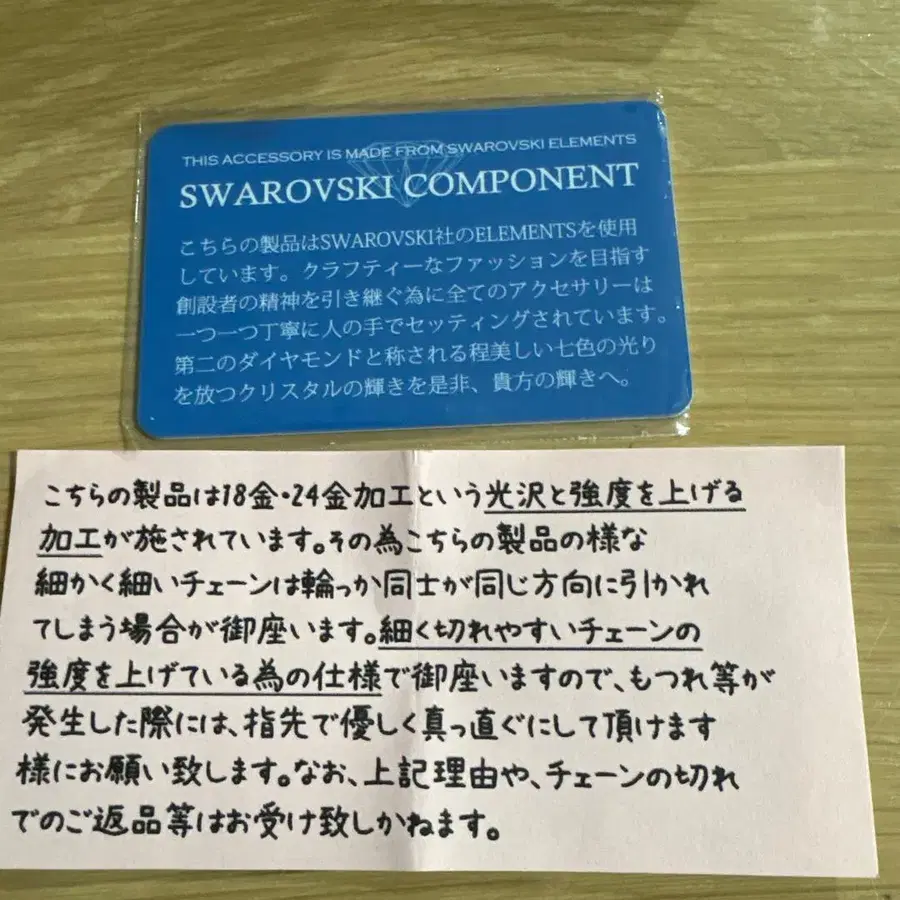 THIS ACCESSORY IS MADE FROM SWAROVSKI ELEMENTS
SWAROVSKI COMPONENT
こちらの製品はSWAROVSKI社のELEMENTSを使用
しています。クラフティーなファッションを目指す
創設者の精神を引き継ぐ為に全てのアクセサリーは
一つ一つ丁寧に人の手でセッティングされています。
第二のダイヤモンドと称される程美しい七色の光り
を放つクリスタルの輝きを是非、貴方の輝きへ。
こちらの製品は18金・24金加工という光沢と強度を上げる
加工が施されています。その為こちらの製品の様な
細かく細いチェーンは輪っか同士が同じ方向に引かれ
てしまう場合が御座います。細く切れやすいチェーンの
強度を上げている為の仕様で御座いますので、もつれ等が
発生した際には、指先で優しく真っ直ぐにして頂けます
様にお願い致します。なお、上記理由や、チェーンの切れ
でのご返品等はお受け致しかねます。